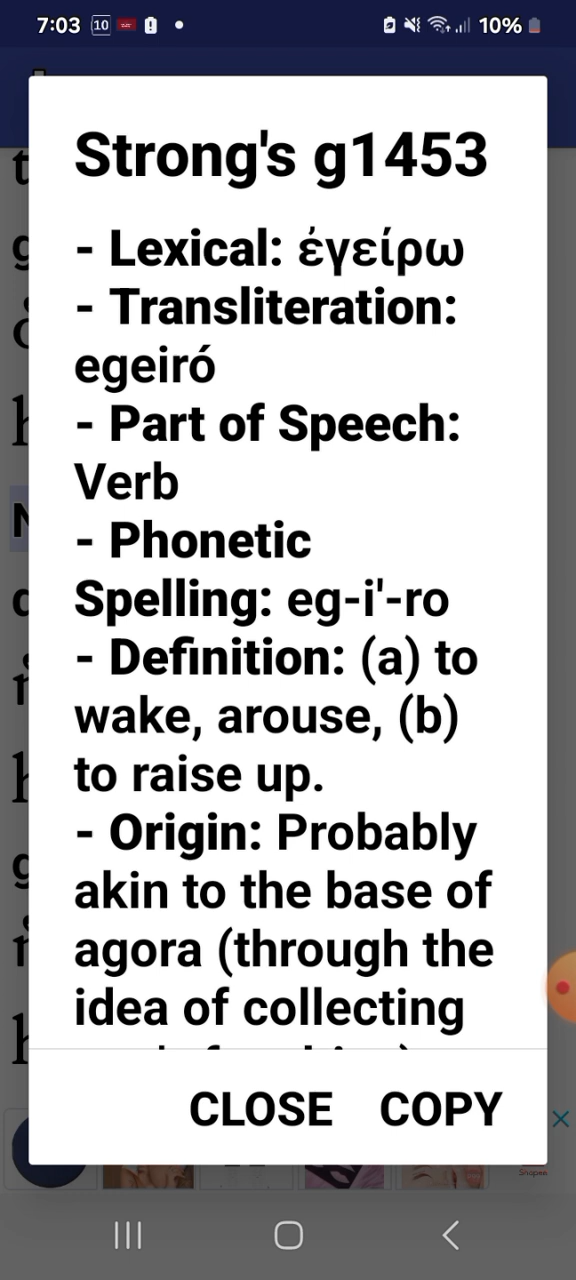 7:03
10
10%
Strong's g1453
- Lexical: ἐγείρω
- Transliteration:
egeiró
- Part of Speech:
Verb
- Phonetic
Spelling: eg-i'-ro
- Definition: (a) to
wake, arouse, (b)
to raise up.
- Origin: Probably
akin to the base of
agora (through the
idea of collecting
CLOSE COPY